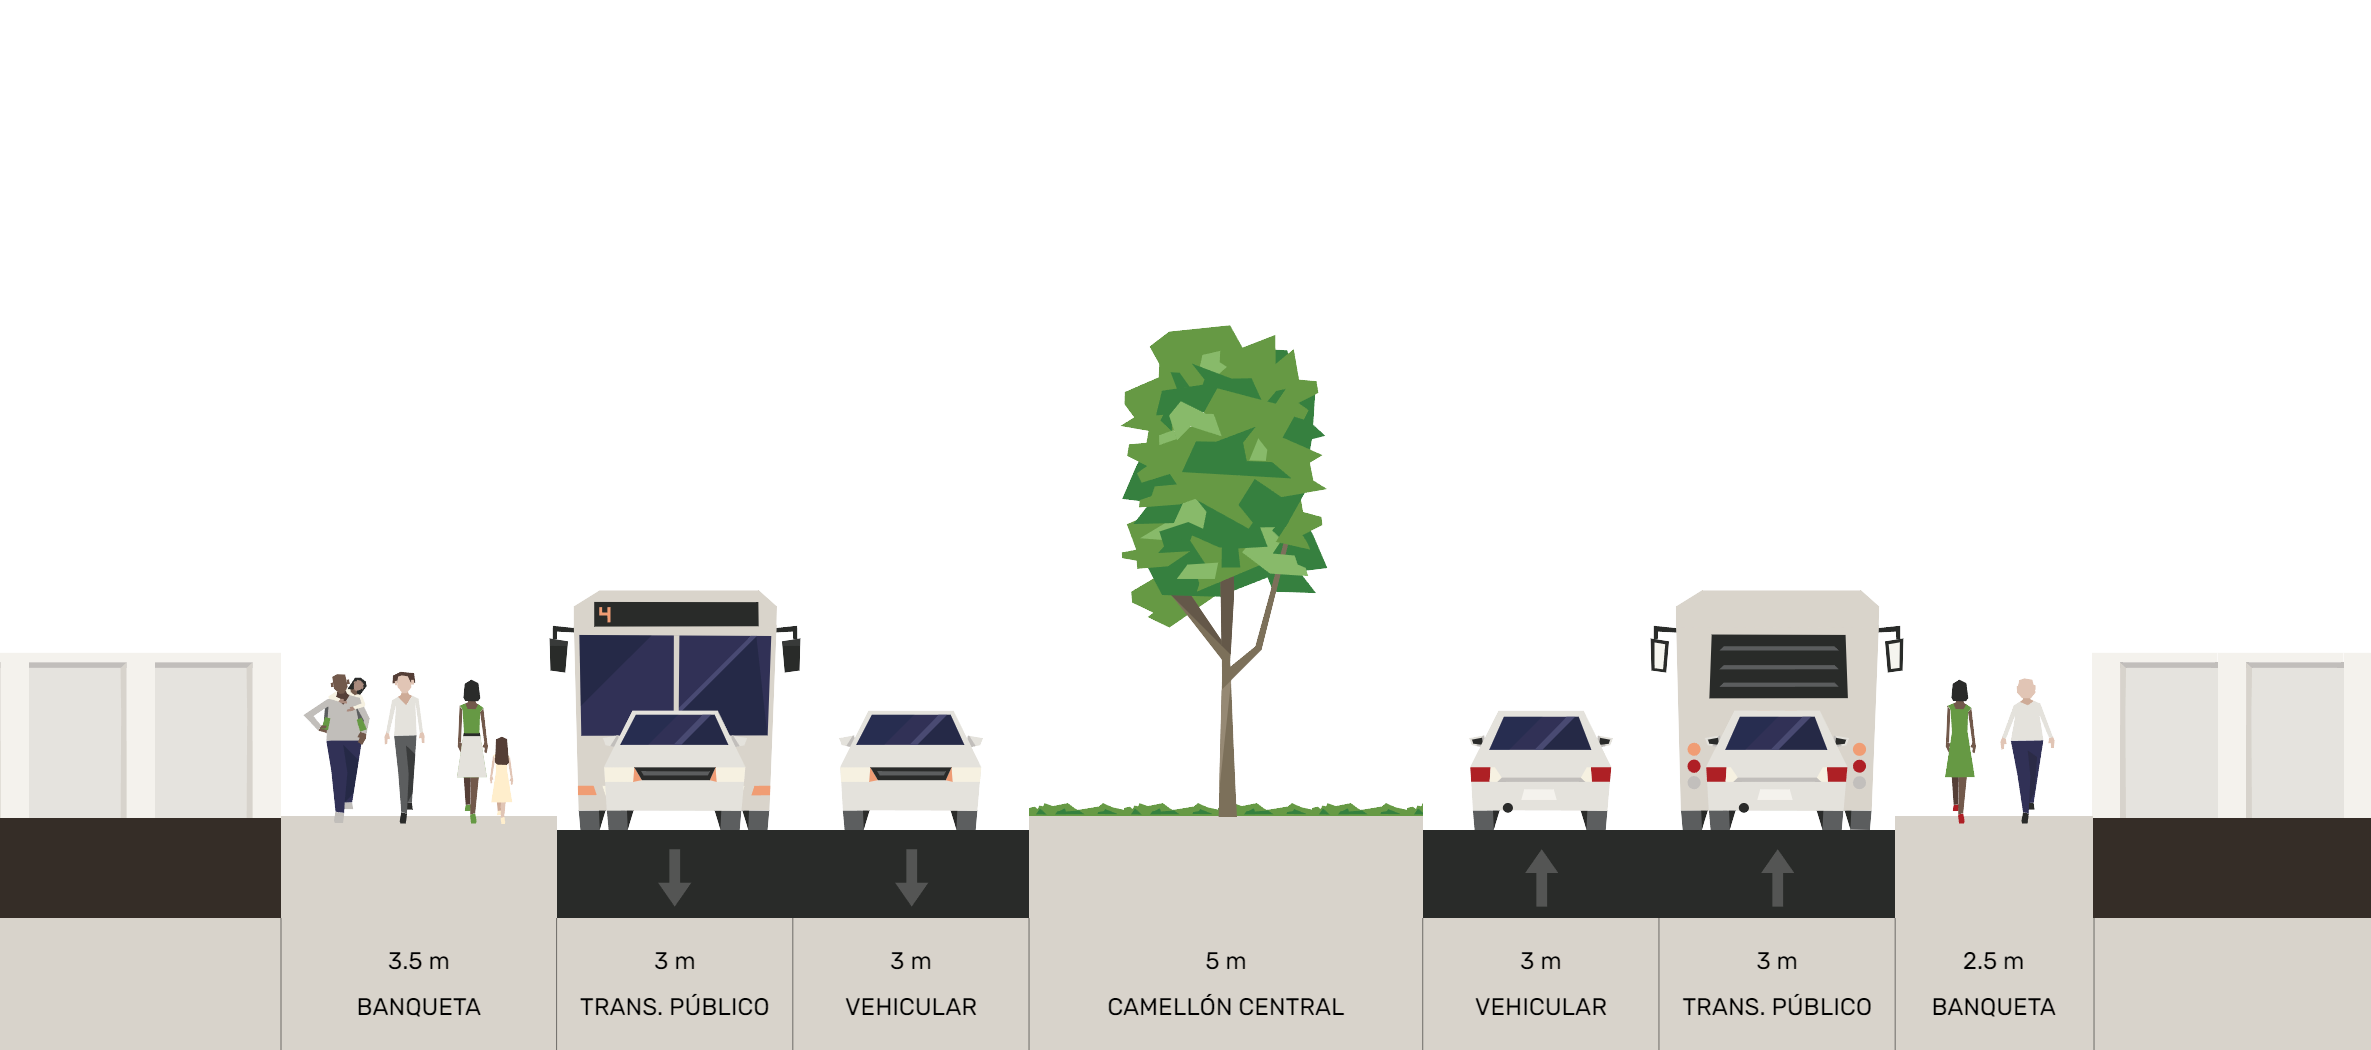 4
3.5 m
BANQUETA
3 m
TRANS. PÚBLICO
3 m
VEHICULAR
5 m
CAMELLÓN CENTRAL
3 m
VEHICULAR
3 m
TRANS. PÚBLICO
2.5 m
BANQUETA